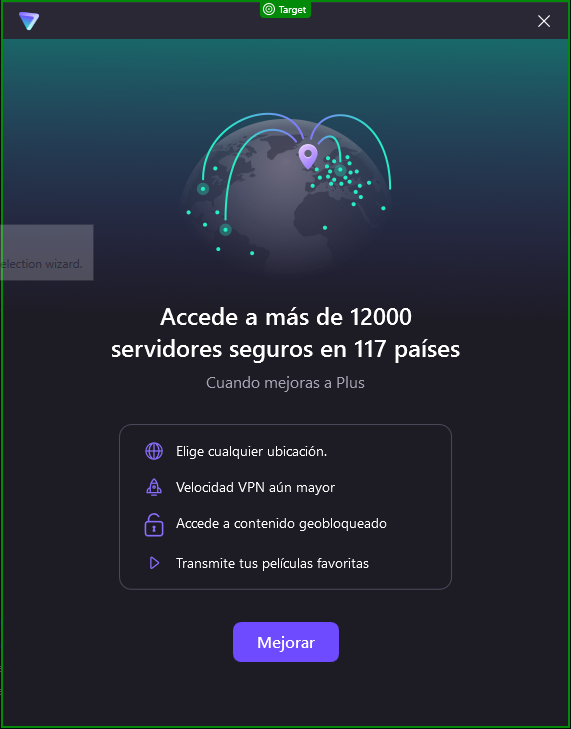 Target
election wizard.
Accede a más de 12000
servidores seguros en 117 países
Cuando mejoras a Plus
Elige cualquier ubicación.
Velocidad VPN aún mayor
Accede a contenido geobloqueado
Transmite tus películas favoritas
Mejorar